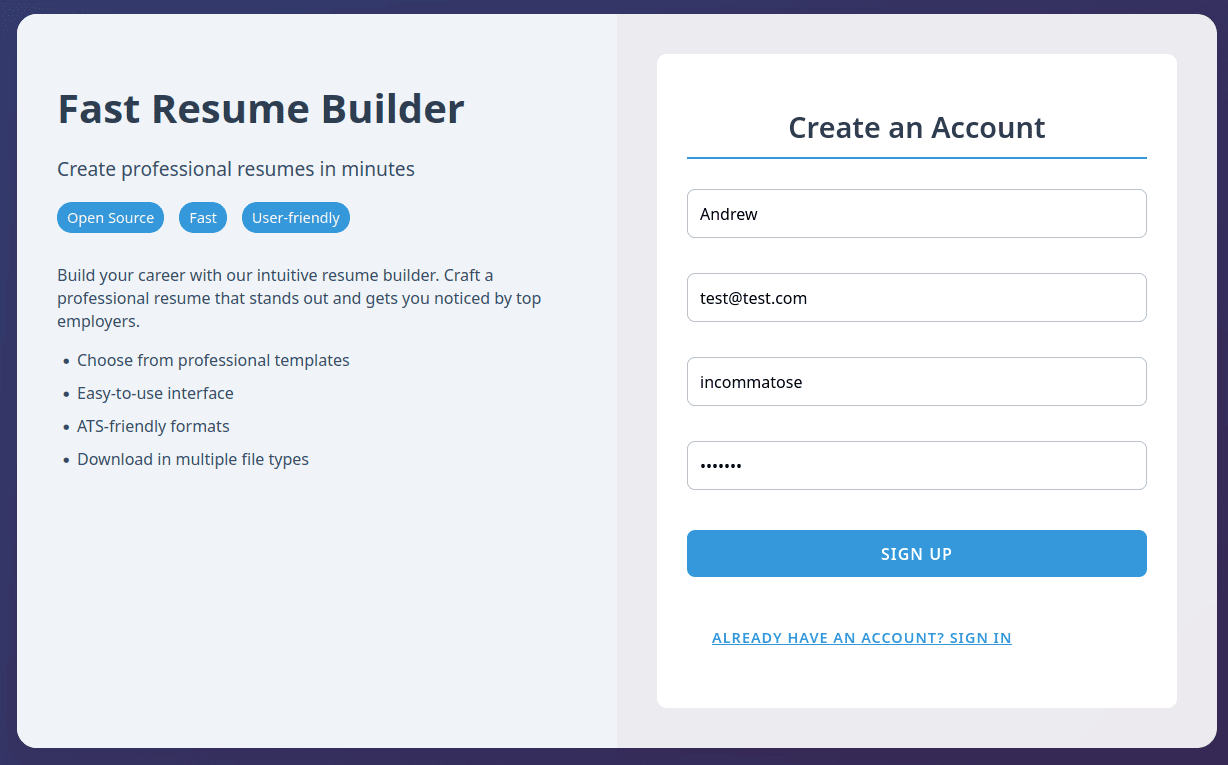 Fast Resume Builder
Create professional resumes in minutes
Open Source Fast User-friendly
Build your career with our intuitive resume builder. Craft a
professional resume that stands out and gets you noticed by top
employers.
• Choose from professional templates
• Easy-to-use interface
• ATS-friendly formats
• Download in multiple file types
Create an Account
Andrew
test@test.com
incommatose
•••••••
SIGN UP
ALREADY HAVE AN ACCOUNT? SIGN IN